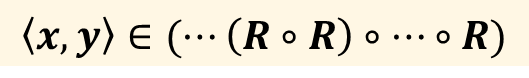 ⟨x, y⟩ ∈ (⋯ (R ∘ R) ∘ ⋯ ∘ R)